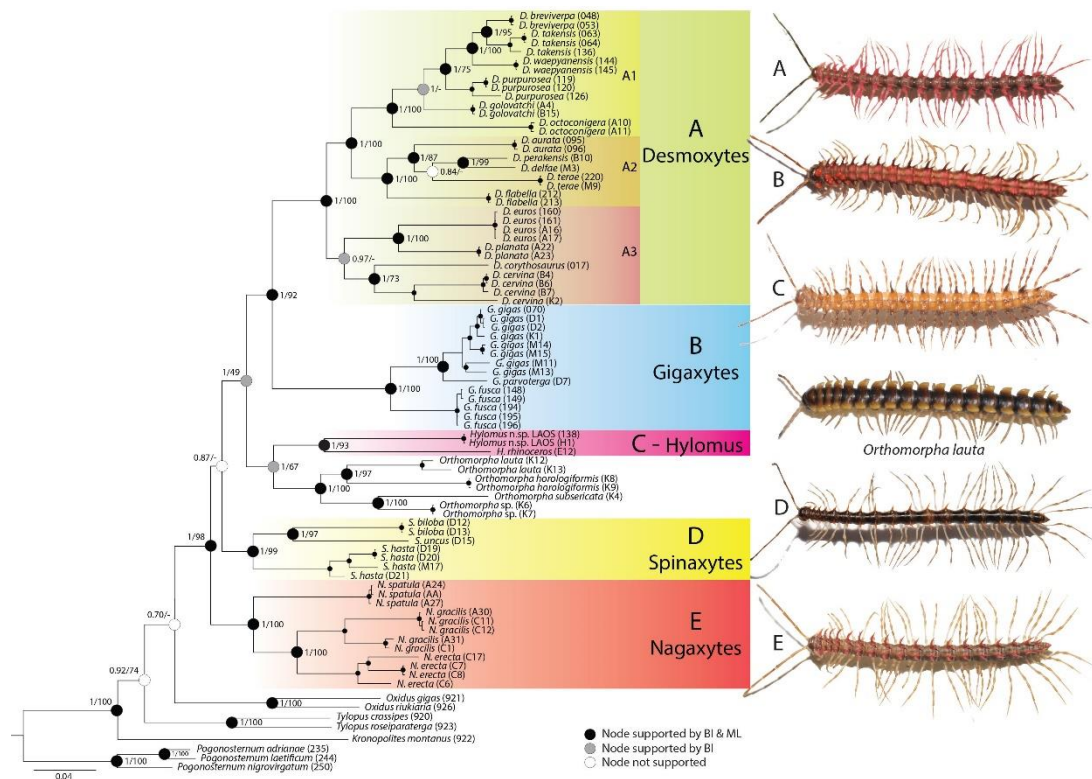 D. breviverpa (048)
D. breviverpa (053)
D. takensis (063)
D. takensis (064)
D. takensis (136)
D. waepyanensis (144)
D. waepyanensis (145)
D. purpurosea (119)
D. purpurosea (120)
D. purpurosea (126)
D. golovatchi (A4)
D. golovatchi (B15)
D. octoconigera (A10)
D. octoconigera (A11)
D. aurata (095)
D. aurata (096)
D. perakensis (B10)
D. delfae (M3)
D. terae (220)
D. terae (M9)
D. flabella (212)
D. flabella (213)
D. euros (160)
D. euros (161)
D. euros (A16)
D. euros (A17)
D. planata (A22)
D. planata (A23)
D. corythosaurus (017)
D. cervina (B4)
D. cervina (B6)
D. cervina (B7)
D. cervina (K2)
G. gigas (070)
G. gigas (D1)
G. gigas (D2)
G. gigas (K1)
G. gigas (M14)
G. gigas (M15)
G. gigas (M11)
G. gigas (M13)
G. parvoterga (D7)
G. fusca (148)
G. fusca (149)
G. fusca (194)
G. fusca (195)
G. fusca (196)
Hylomus n.sp. LAOS (138)
Hylomus n.sp. LAOS (H1)
H. rhinoceros (E12)
Orthomorpha lauta (K12)
Orthomorpha lauta (K13)
Orthomorpha horologiformis (K8)
Orthomorpha horologiformis (K9)
Orthomorpha subsericata (K4)
Orthomorpha sp. (K6)
Orthomorpha sp. (K7)
S. biloba (D12)
S. biloba (D13)
S. uncus (D15)
S. hasta (D19)
S. hasta (D20)
S. hasta (M17)
S. hasta (D21)
N. spatula (A24)
N. spatula (AA)
N. spatula (A27)
N. gracilis (A30)
N. gracilis (C11)
N. gracilis (C12)
N. gracilis (A31)
N. gracilis (C1)
N. erecta (C17)
N. erecta (C7)
N. erecta (C8)
N. erecta (C6)
Oxidus gigas (921)
Oxidus riukiaria (926)
Tylopus crassipes (920)
Tylopus roseiparaterga (923)
Kronopolites montanus (922)
Pogonosternum adrianae (235)
Pogonosternum laetificum (244)
Pogonosternum nigrovirgatum (250)
1/95
1/100
1/75
1/-
1/100
1/100
1/87
1/99
0.84/-
1/100
1/100
1/100
0.97/-
1/73
1/92
1/100
1/100
1/49
1/93
1/67
1/97
1/100
1/100
0.87/-
1/97
1/99
1/98
1/100
1/100
0.70/-
0.92/74
1/100
1/100
1/100
1/100
1/100
0.04
A1
A2
A3
A
Desmoxytes
B
Gigaxytes
C - Hylomus
D
Spinaxytes
E
Nagaxytes
Node supported by BI & ML
Node supported by BI
Node not supported
A
B
C
Orthomorpha lauta
D
E